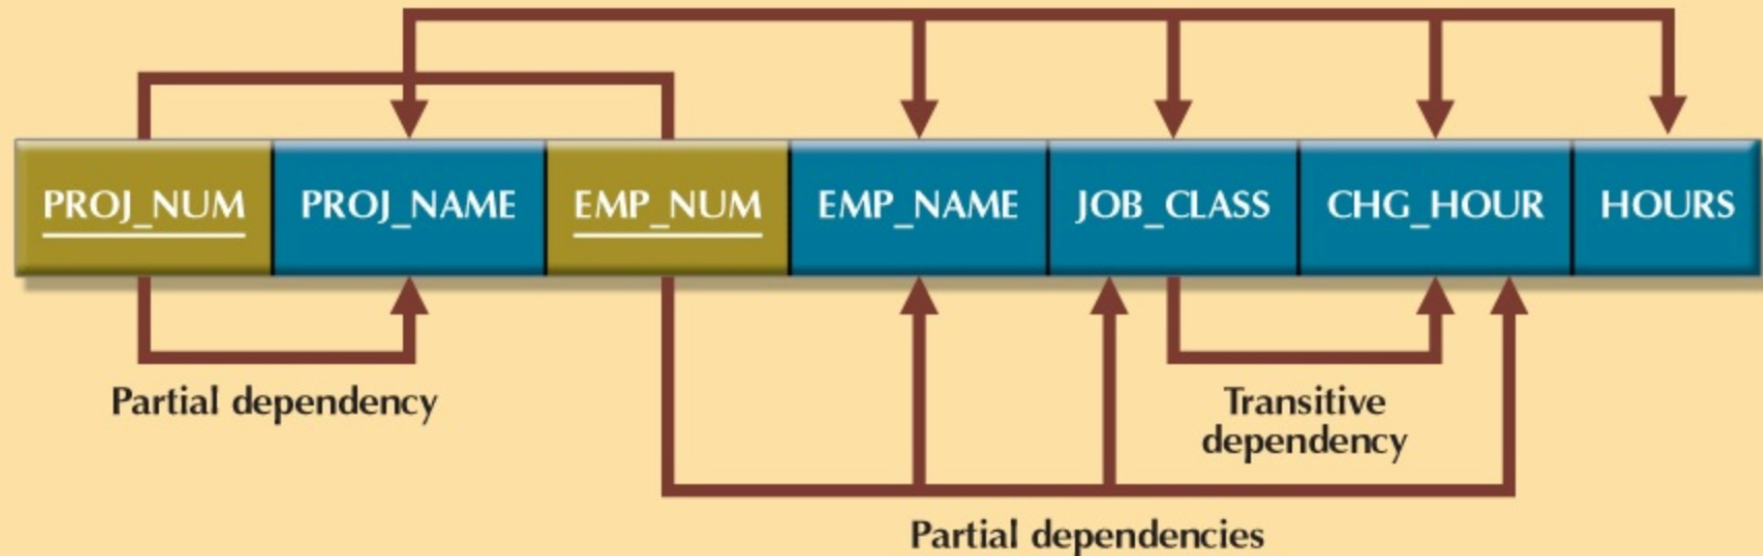 PROJ_NUM PROJ_NAME EMP_NUM EMP_NAME JOB_CLASS CHG_HOUR HOURS
Partial dependency
Transitive
dependency
Partial dependencies